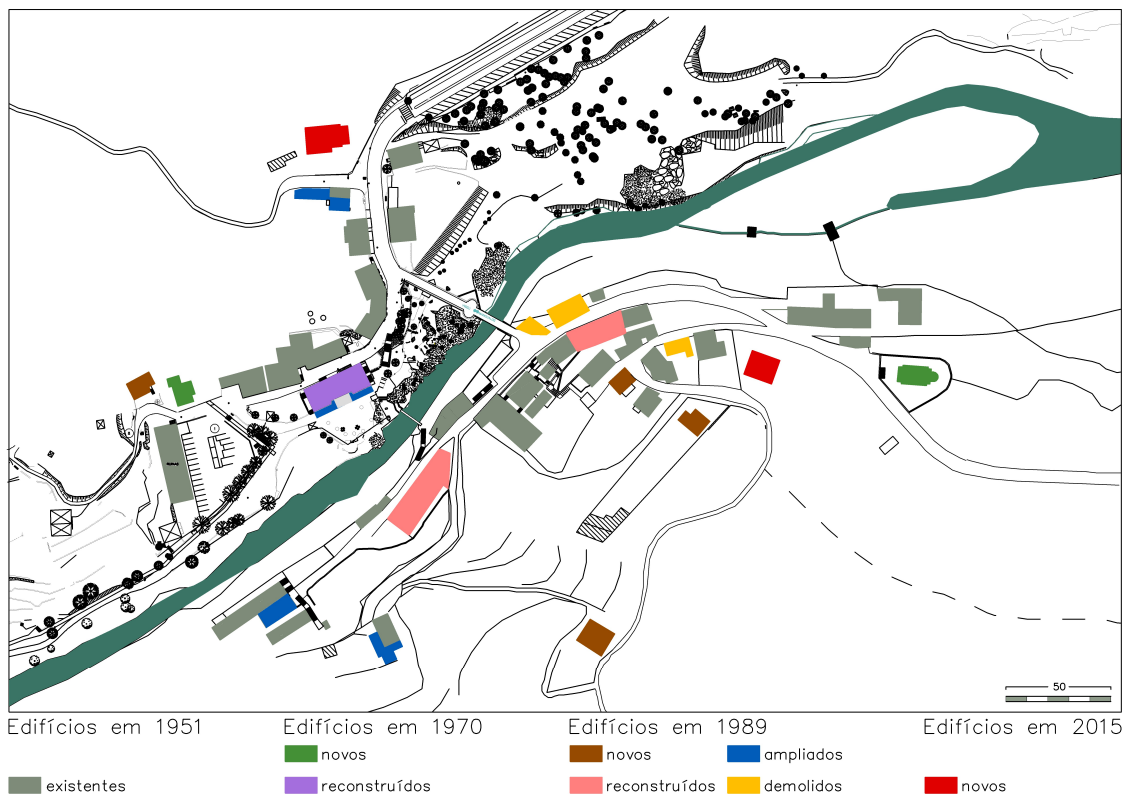 50
Edifícios em 1951 Edifícios em 1970 Edifícios em 1989 Edifícios em 2015
novos novos ampliados
existentes reconstruídos reconstruídos demolidos novos